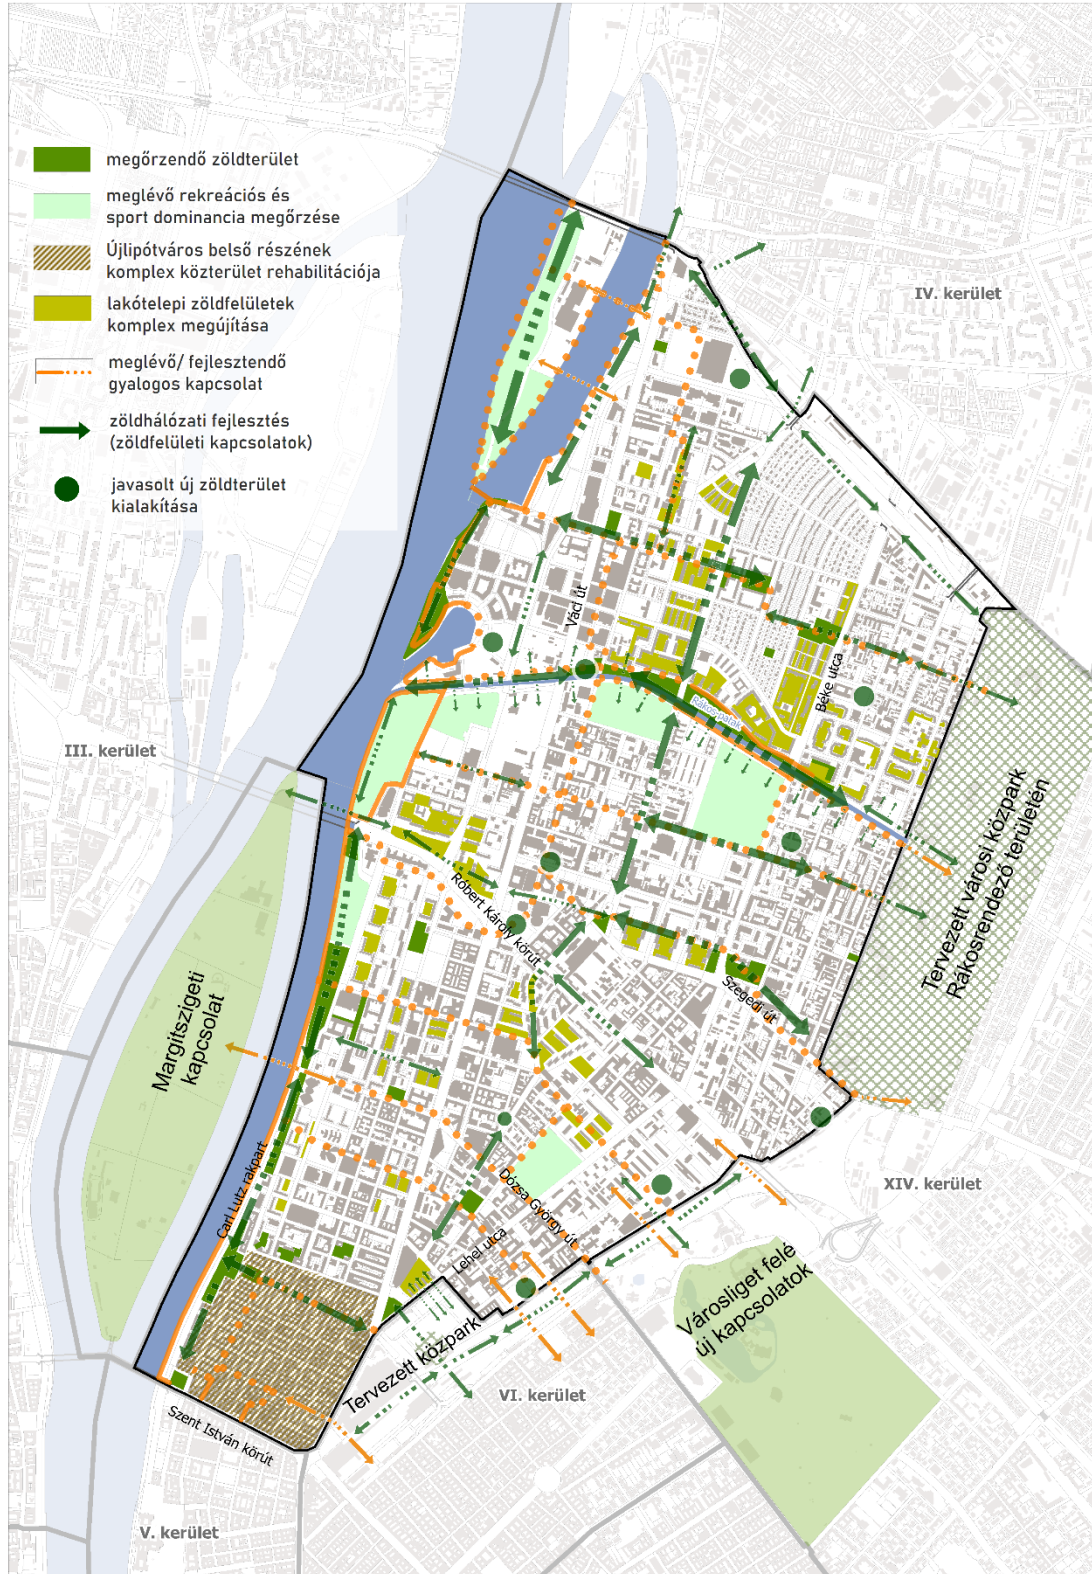 megőrzendő zöldterület
meglévő rekreációs és
sport dominancia megőrzése
Újlipótváros belső részének
komplex közterület rehabilitációja
lakótelepi zöldfelületek
komplex megújítása
meglévő/ fejlesztendő
gyalogos kapcsolat
zöldhálózati fejlesztés
(zöldfelületi kapcsolatok)
javasolt új zöldterület
kialakítása
IV. kerület
Váci út
Béke utca
Rákos-patak
III. kerület
Tervezett városi közpark
Rákosrendező területén
Róbert Károly körút
Szegedi út
Margitszigeti
kapcsolat
Carl Lutz rakpart
Dózsa György út
Lehel utca
XIV. kerület
Városliget felé
új kapcsolatok
Tervezett közpark
VI. kerület
Szent István körút
V. kerület